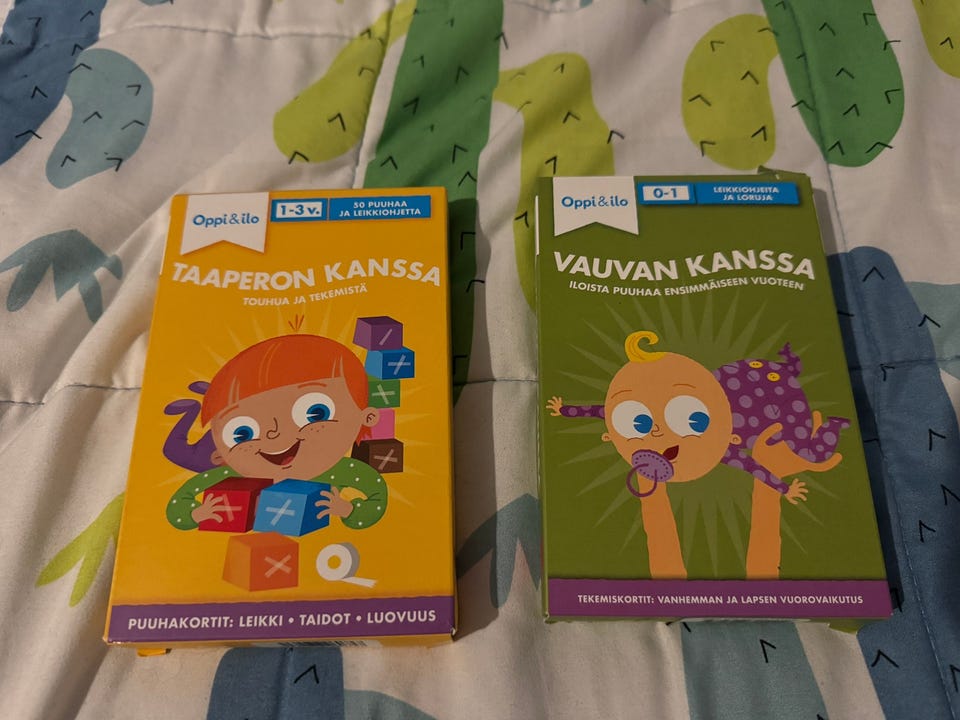 Oppi&ilo
1-3 v.
50 PUUHAA
JA LEIKKIOHJETTA
TAAPERON KANSSA
TOUHUA JA TEKEMISTÄ
PUUHAKORTIT: LEIKKI • TAIDOT • LUOVUUS
Oppi&ilo
0-1
LEIKKIOHJEITA
JA LORUJA
VAUVAN KANSSA
ILOISTA PUUHAA ENSIMMÄISEEN VUOTEEN
TEKEMISKORTIT: VANHEMMAN JA LAPSEN VUOROVAIKUTUS